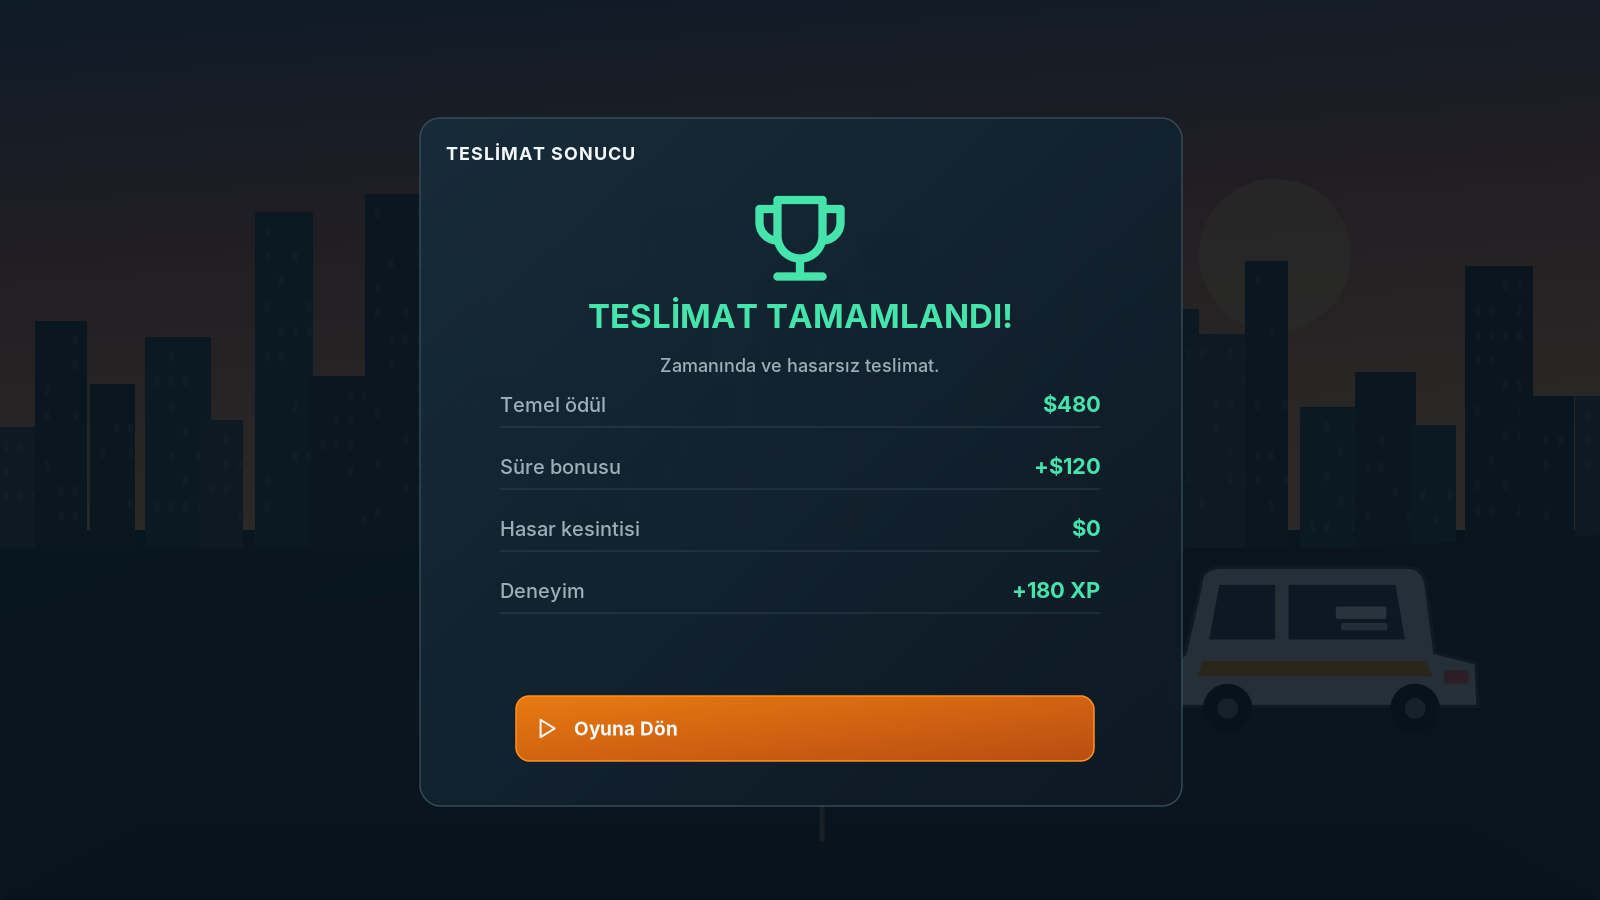 TESLİMAT SONUCU
TESLİMAT TAMAMLANDI!
Zamanında ve hasarsız teslimat.
Temel ödül $480
Süre bonusu +$120
Hasar kesintisi $0
Deneyim +180 XP
Oyuna Dön